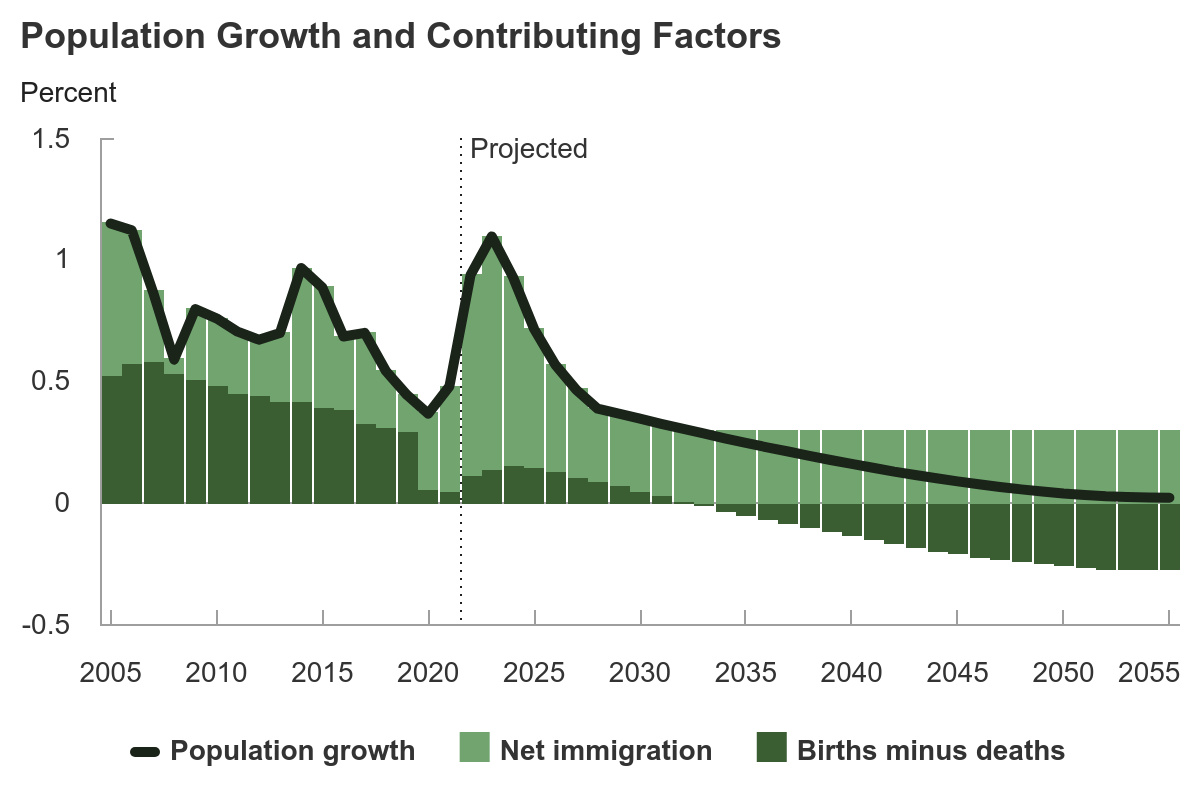 Population Growth and Contributing Factors
Percent
1.5
Projected
1
0.5
0
-0.5
2005 2010 2015 2020 2025 2030 2035 2040 2045 2050 2055
Population growth Net immigration Births minus deaths